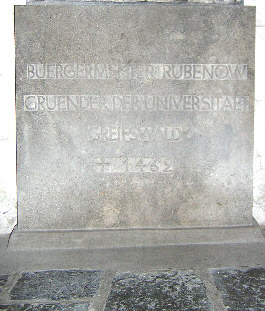 BUERGERMEISTER RUBENOW
GRUENDER DER UNIVERSITAET
GREIFSWALD
† 1462